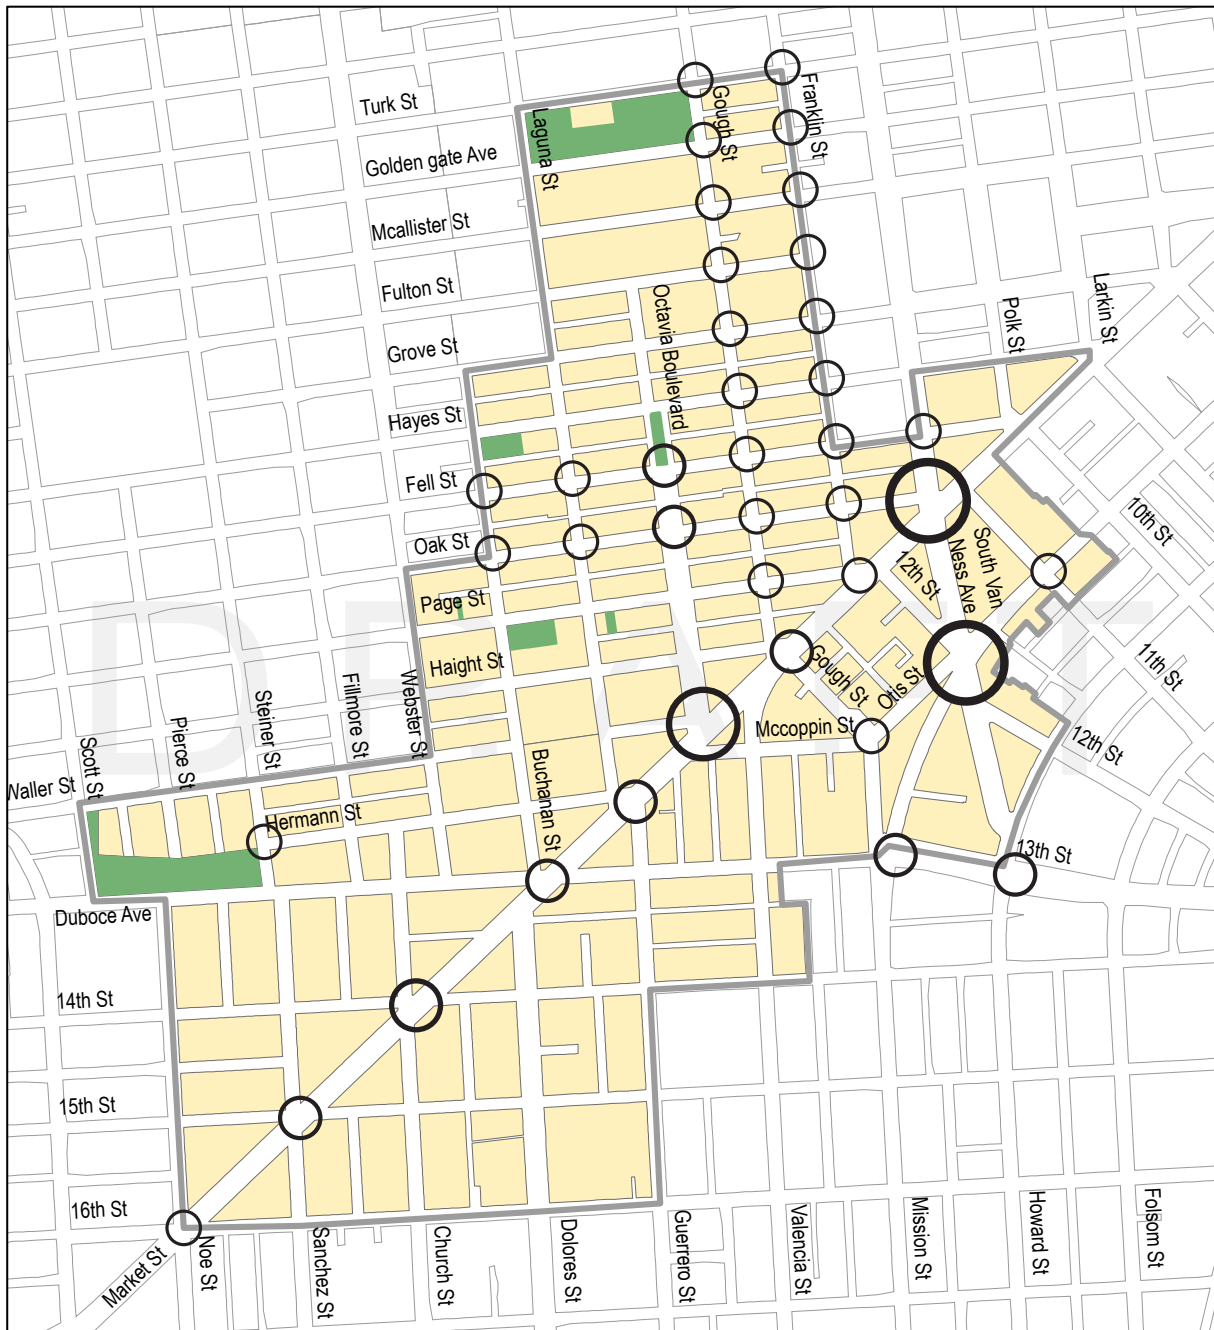 Turk St
Golden gate Ave
Mcallister St
Fulton St
Grove St
Hayes St
Fell St
Oak St
Page St
Haight St
Laguna St
Gough St
Franklin St
Octavia Boulevard
Polk St
Larkin St
10th St
11th St
12th St
12th St
South Van
Ness Ave
Gough St
Otis St
Mccoppin St
13th St
DRAFT
Webster St
Fillmore St
Steiner St
Pierce St
Scott St
Waller St
Hermann St
Buchanan St
Duboce Ave
14th St
15th St
16th St
Market St
Noe St
Sanchez St
Church St
Dolores St
Guerrero St
Valencia St
Mission St
Howard St
Folsom St